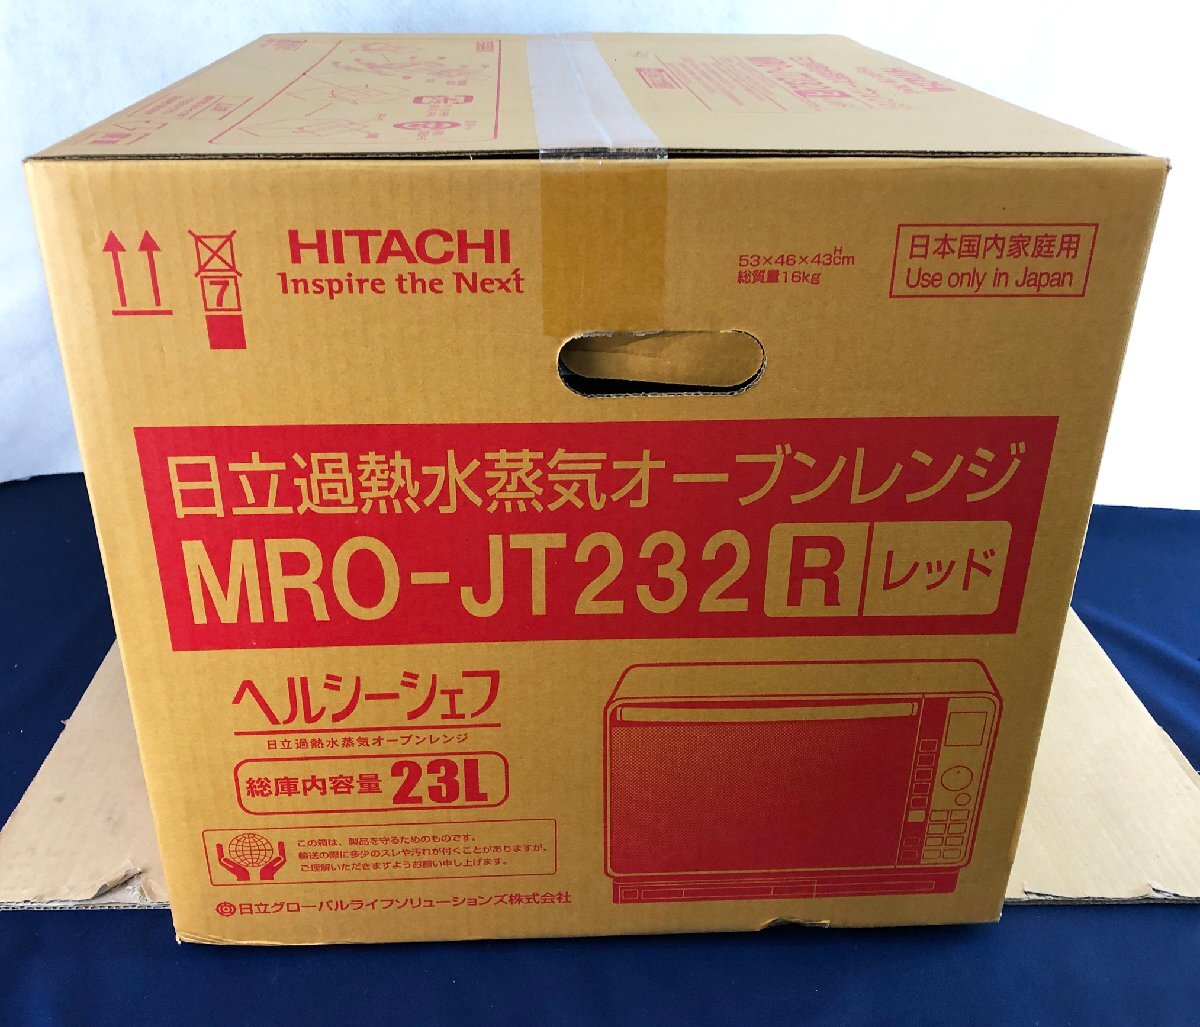 HITACHI
Inspire the Next
7
53×46×43cm
H
総質量16kg
日本国内家庭用
Use only in Japan
日立過熱水蒸気オーブンレンジ
MRO-JT232 R レッド
ヘルシーシェフ
日立過熱水蒸気オーブンレンジ
総庫内容量 23L
この箱は、製品を守るためのものです。
輸送の際に多少のスレや汚れが付くことがありますが、
ご理解いただきますようお願い申し上げます。
日立グローバルライフソリューションズ株式会社